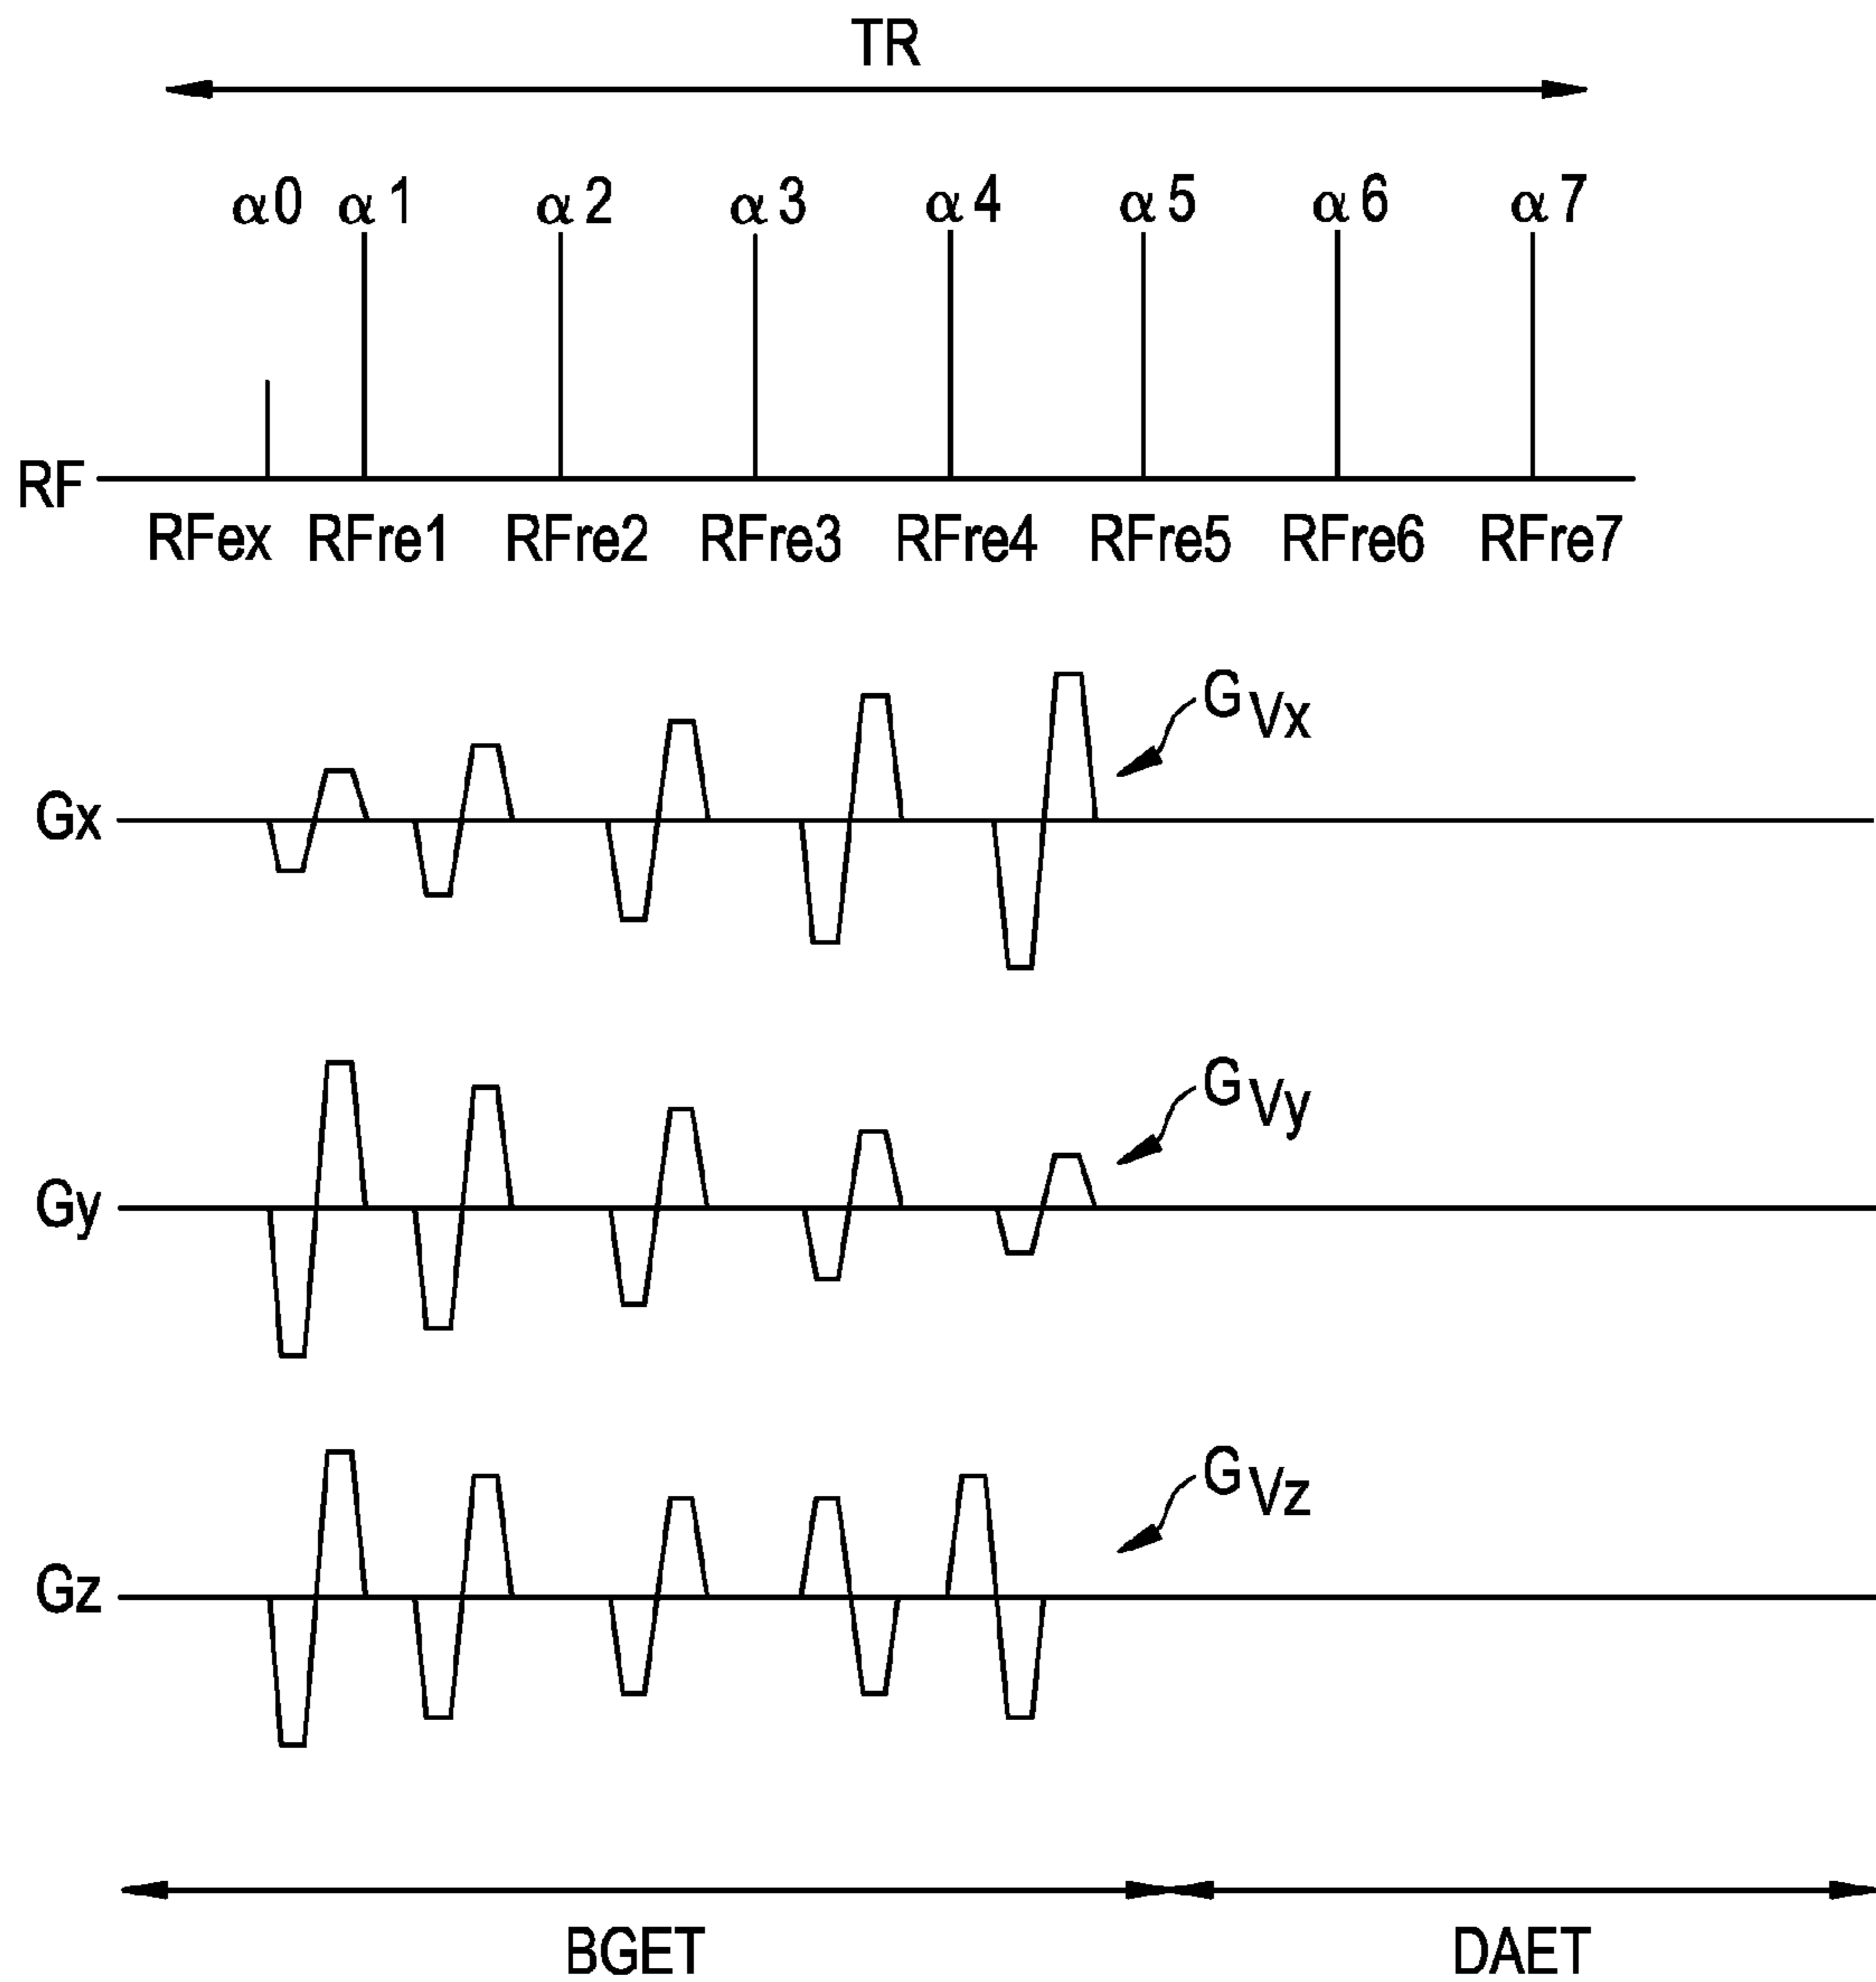 TR
α0 α1 α2 α3 α4 α5 α6 α7
RF
RFex RFre1 RFre2 RFre3 RFre4 RFre5 RFre6 RFre7
GVx
Gx
GVy
Gy
GVz
Gz
BGET DAET